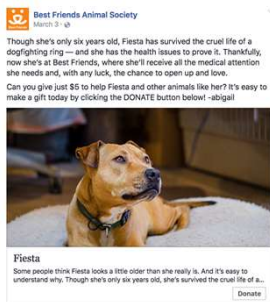 Best Friends Animal Society
March 3 ·
Though she's only six years old, Fiesta has survived the cruel life of a
dogfighting ring — and she has the health issues to prove it. Thankfully,
now she's at Best Friends, where she'll receive all the medical attention
she needs and, with any luck, the chance to open up and love.
Can you give just $5 to help Fiesta and other animals like her? It's easy to
make a gift today by clicking the DONATE button below! -abigail
Fiesta
Some people think Fiesta looks a little older than she really is. And it's easy to
understand why. Though she's only six years old, she's survived the cruel life of a...
Donate